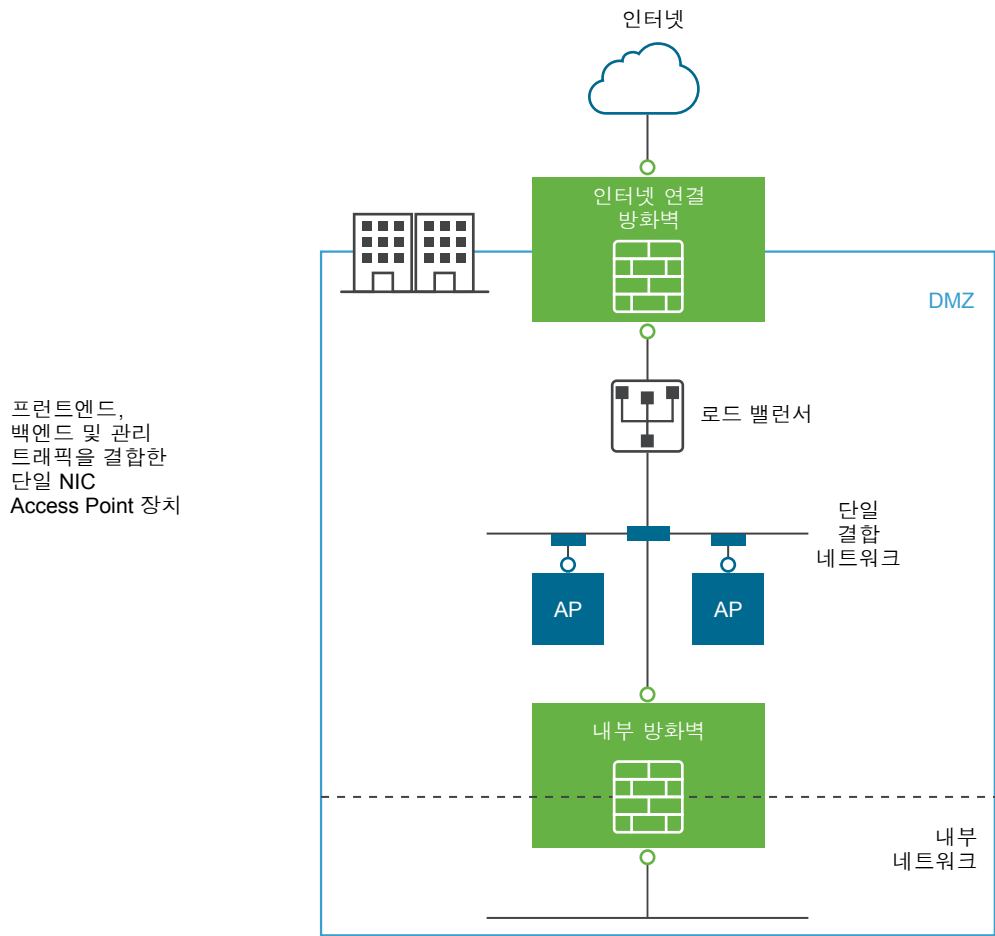 인터넷
인터넷 연결
방화벽
DMZ
프런트엔드,
백엔드 및 관리
트래픽을 결합한
단일 NIC
Access Point 장치
로드 밸런서
단일
결합
네트워크
AP
AP
내부 방화벽
내부
네트워크